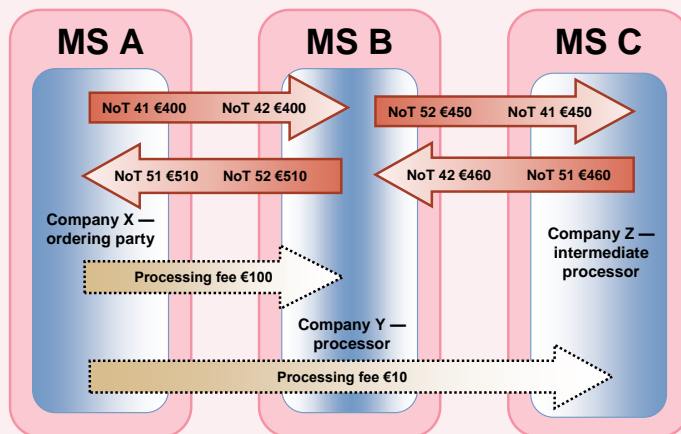 MS A
MS B
MS C
NoT 41 €400
NoT 42 €400
NoT 52 €450
NoT 41 €450
NoT 51 €510
NoT 52 €510
NoT 42 €460
NoT 51 €460
Company X —
ordering party
Company Z —
intermediate
processor
Processing fee €100
Company Y —
processor
Processing fee €10